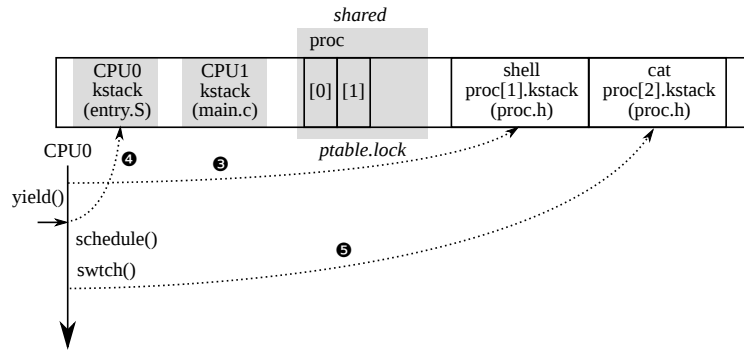 shared
proc
CPU0
kstack
(entry.S)
CPU1
kstack
(main.c)
[0]
[1]
shell
proc[1].kstack
(proc.h)
cat
proc[2].kstack
(proc.h)
ptable.lock
CPU0
❹
❸
yield()
schedule()
❺
swtch()